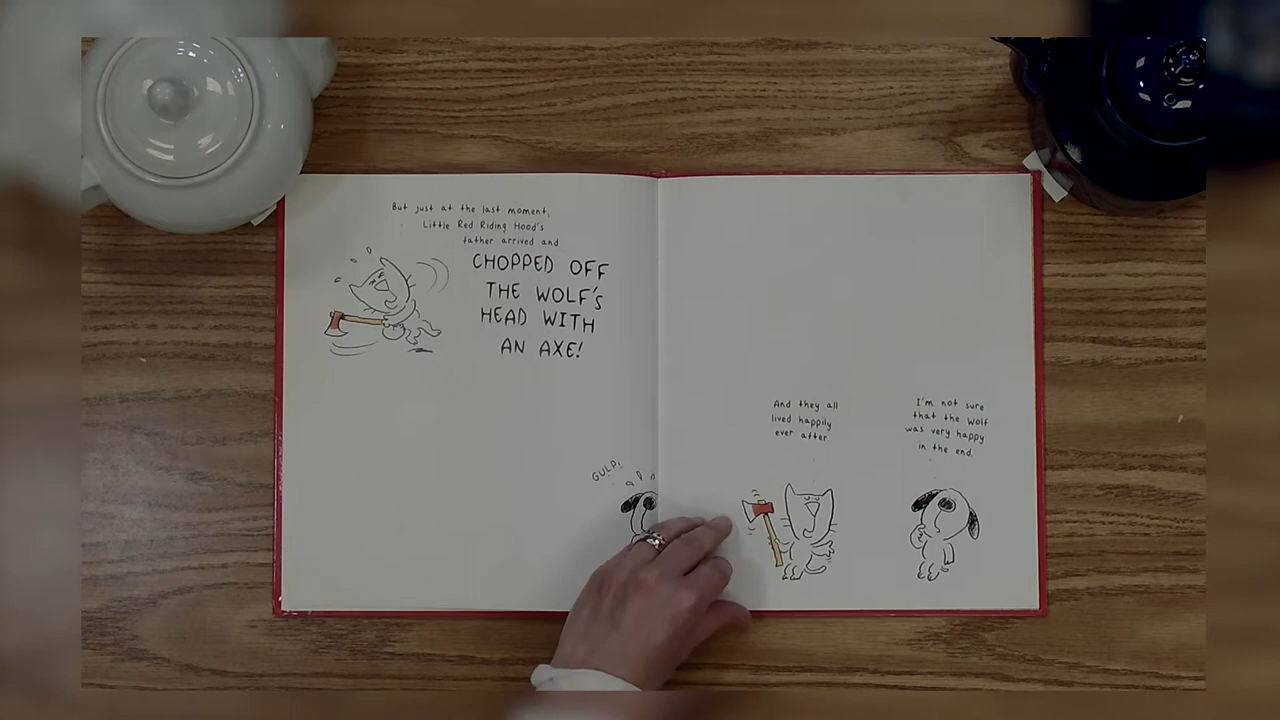 But just at the last moment,
Little Red Riding Hood's
father arrived and
CHOPPED OFF
THE WOLF'S
HEAD WITH
AN AXE!
GULP!
And they all
lived happily
ever after.
I'm not sure
that the Wolf
was very happy
in the end.